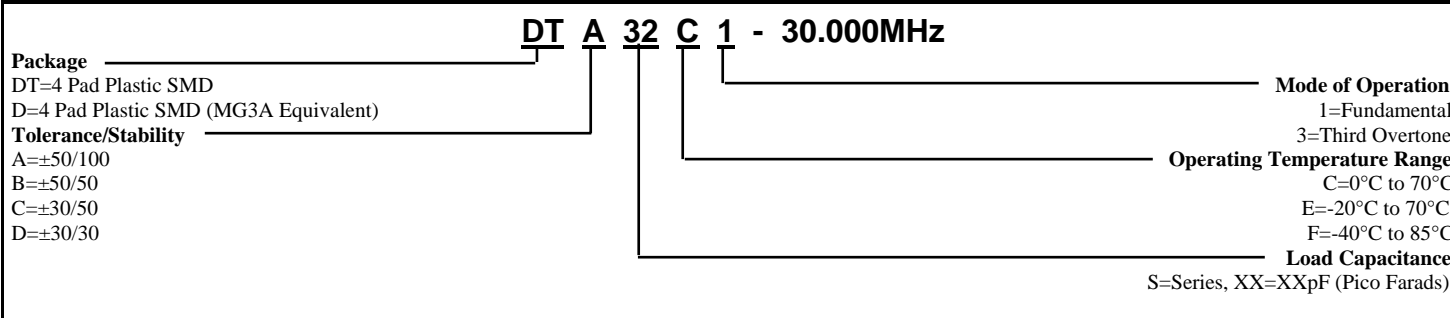 DT A 32 C 1 - 30.000MHz
Package
DT=4 Pad Plastic SMD
D=4 Pad Plastic SMD (MG3A Equivalent)
Tolerance/Stability
A=±50/100
B=±50/50
C=±30/50
D=±30/30
Mode of Operation
1=Fundamental
3=Third Overtone
Operating Temperature Range
C=0°C to 70°C
E=-20°C to 70°C
F=-40°C to 85°C
Load Capacitance
S=Series, XX=XXpF (Pico Farads)